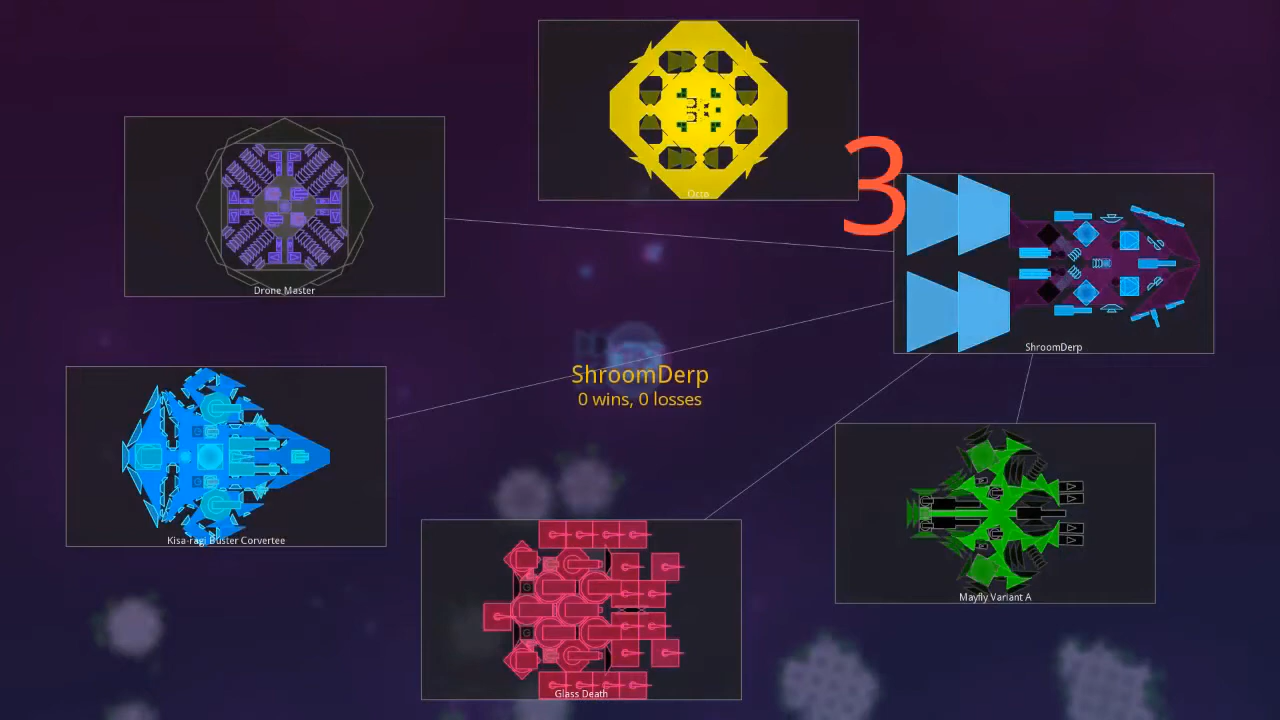 Octo
3
Drone Master
ShroomDerp
ShroomDerp
0 wins, 0 losses
Kisa-ragi Buster Corvertee
Mayfly Variant A
Glass Death